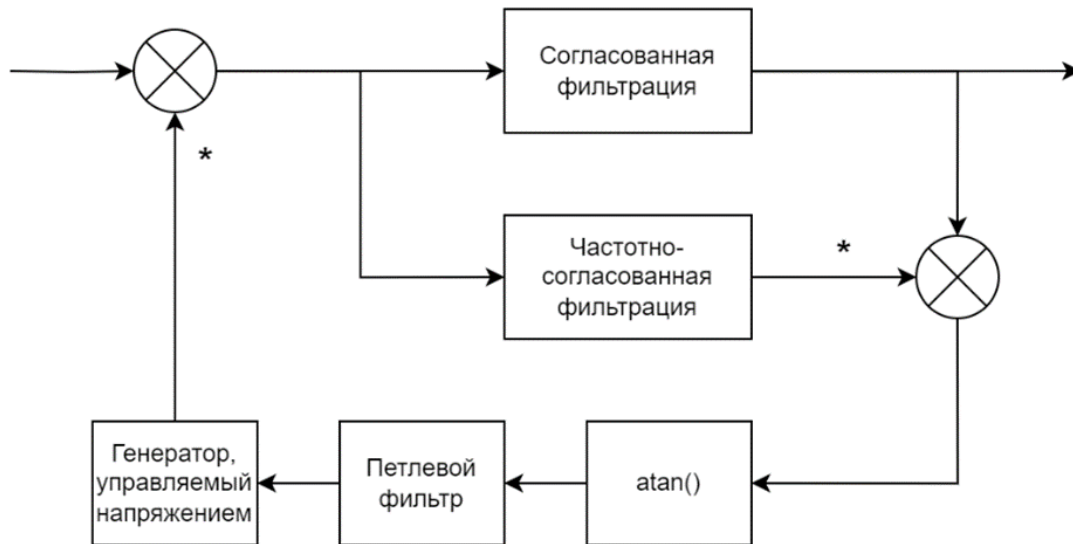 Согласованная
фильтрация
*
Частотно-
согласованная
фильтрация
*
Генератор,
управляемый
напряжением
Петлевой
фильтр
atan()